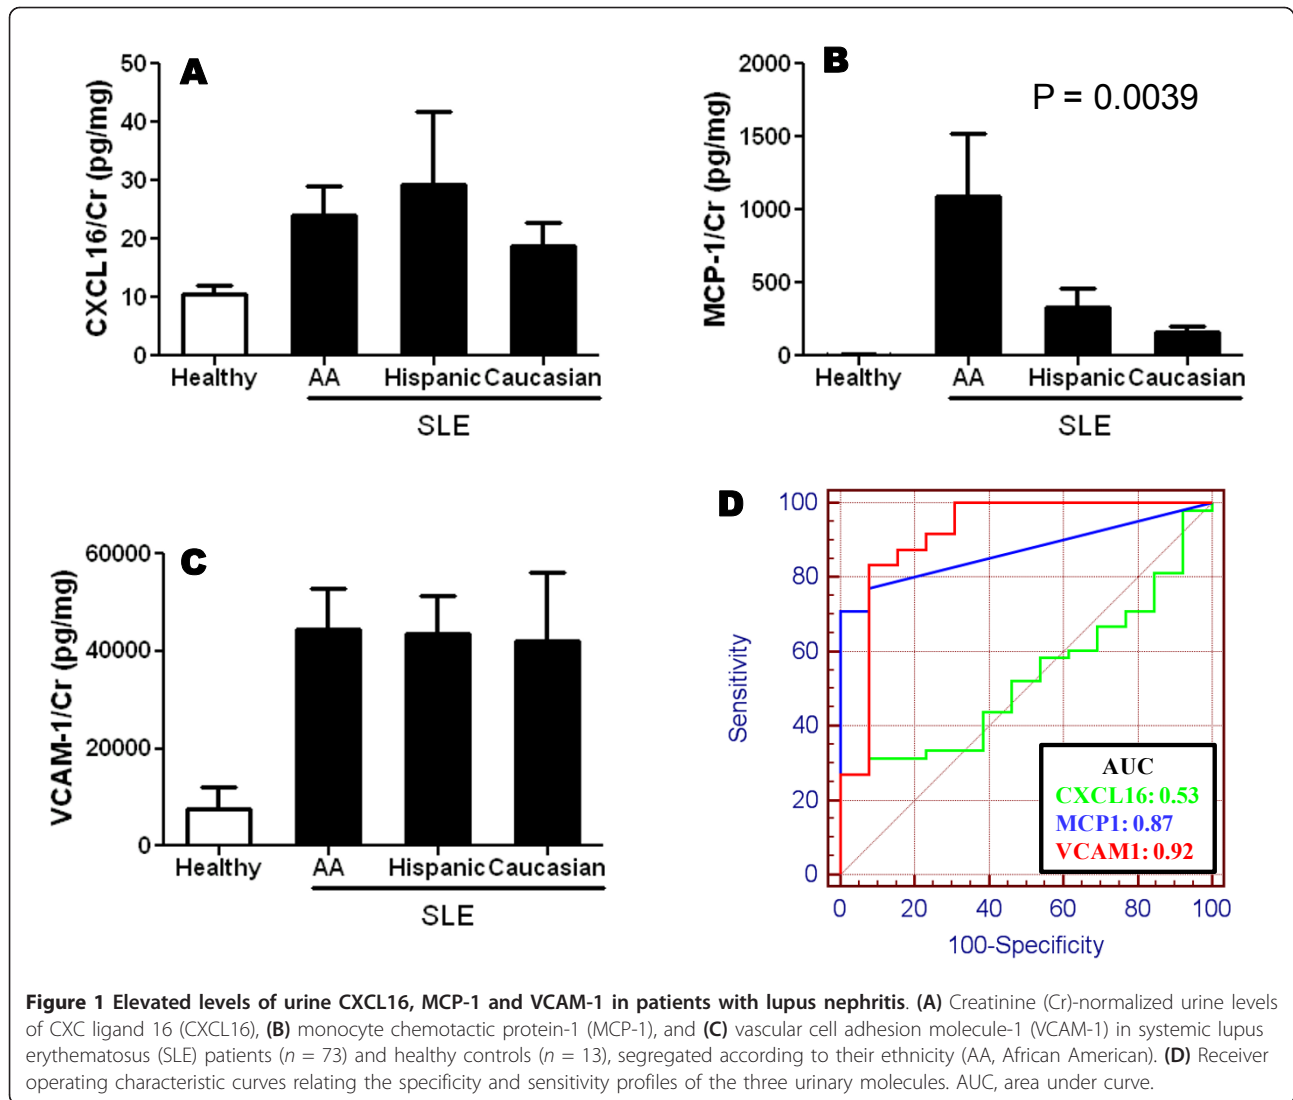 A
CXCL16/Cr (pg/mg)
50
40
30
20
10
0
Healthy AA Hispanic Caucasian
SLE
B
P = 0.0039
MCP-1/Cr (pg/mg)
2000
1500
1000
500
0
Healthy AA Hispanic Caucasian
SLE
C
VCAM-1/Cr (pg/mg)
60000
40000
20000
0
Healthy AA Hispanic Caucasian
SLE
D
Sensitivity
100
80
60
40
20
0
0 20 40 60 80 100
100-Specificity
AUC
CXCL16: 0.53
MCP1: 0.87
VCAM1: 0.92
Figure 1 Elevated levels of urine CXCL16, MCP-1 and VCAM-1 in patients with lupus nephritis. (A) Creatinine (Cr)-normalized urine levels
of CXC ligand 16 (CXCL16), (B) monocyte chemotactic protein-1 (MCP-1), and (C) vascular cell adhesion molecule-1 (VCAM-1) in systemic lupus
erythematosus (SLE) patients (n = 73) and healthy controls (n = 13), segregated according to their ethnicity (AA, African American). (D) Receiver
operating characteristic curves relating the specificity and sensitivity profiles of the three urinary molecules. AUC, area under curve.